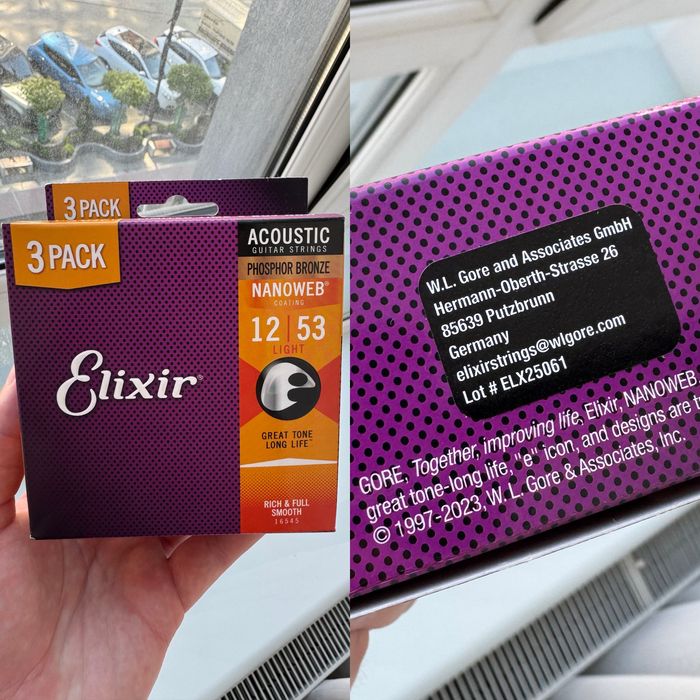 3 PACK
3 PACK
ACOUSTIC
GUITAR STRINGS
PHOSPHOR BRONZE
NANOWEB®
COATING
12 | 53
LIGHT
Elixir®
GREAT TONE
LONG LIFE™
RICH & FULL
SMOOTH
16545
W.L. Gore and Associates GmbH
Hermann-Oberth-Strasse 26
85639 Putzbrunn
Germany
elixirstrings@wlgore.com
Lot # ELX25061
GORE, Together, improving life, Elixir, NANOWEB,
great tone-long life, "e" icon, and designs are
© 1997-2023, W. L. Gore & Associates, Inc.